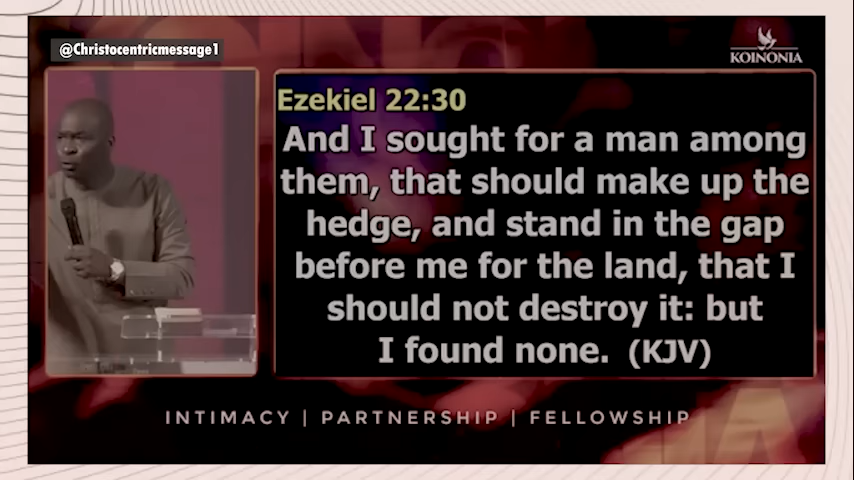 @Christocentricmessage1
KOINONIA
Ezekiel 22:30
And I sought for a man among
them, that should make up the
hedge, and stand in the gap
before me for the land, that I
should not destroy it: but
I found none. (KJV)
INTIMACY | PARTNERSHIP | FELLOWSHIP